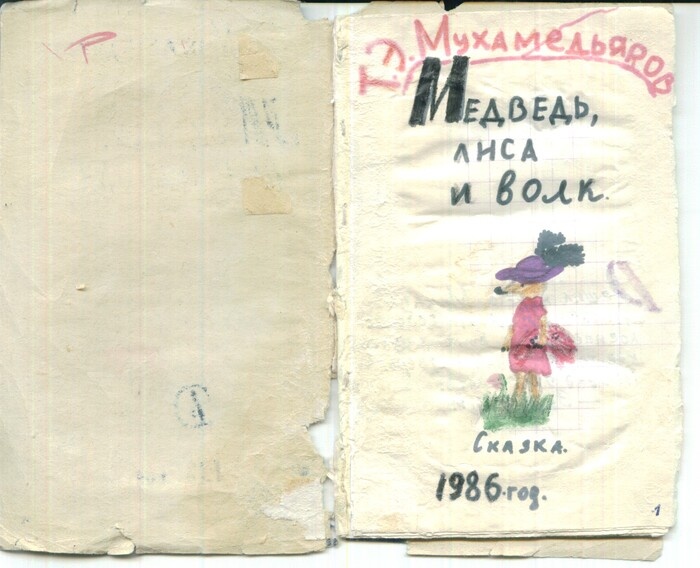 Т.Э. Мухамедьяров
Медведь,
лиса
и волк.
Сказка.
1986 год.
1